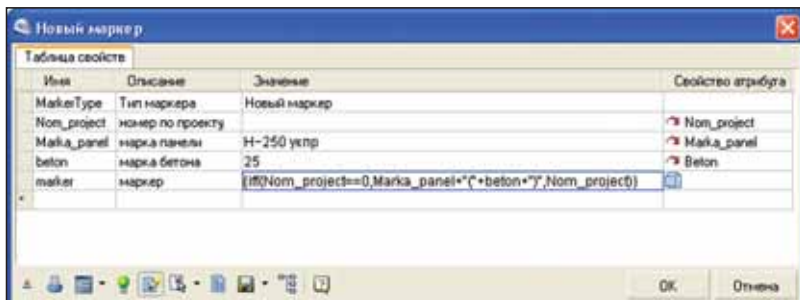 Новый маркер
Таблица свойств
Имя Описание Значение Свойство атрибута
MarkerType Тип маркера Новый маркер
Nom_project номер по проекту Nom_project
Marka_panel марка панели Н-250 укпр Marka_panel
beton марка бетона 25 Beton
marker маркер (iff(Nom_project==0,Marka_panel+"("+beton+")",Nom_project))
OK Отмена